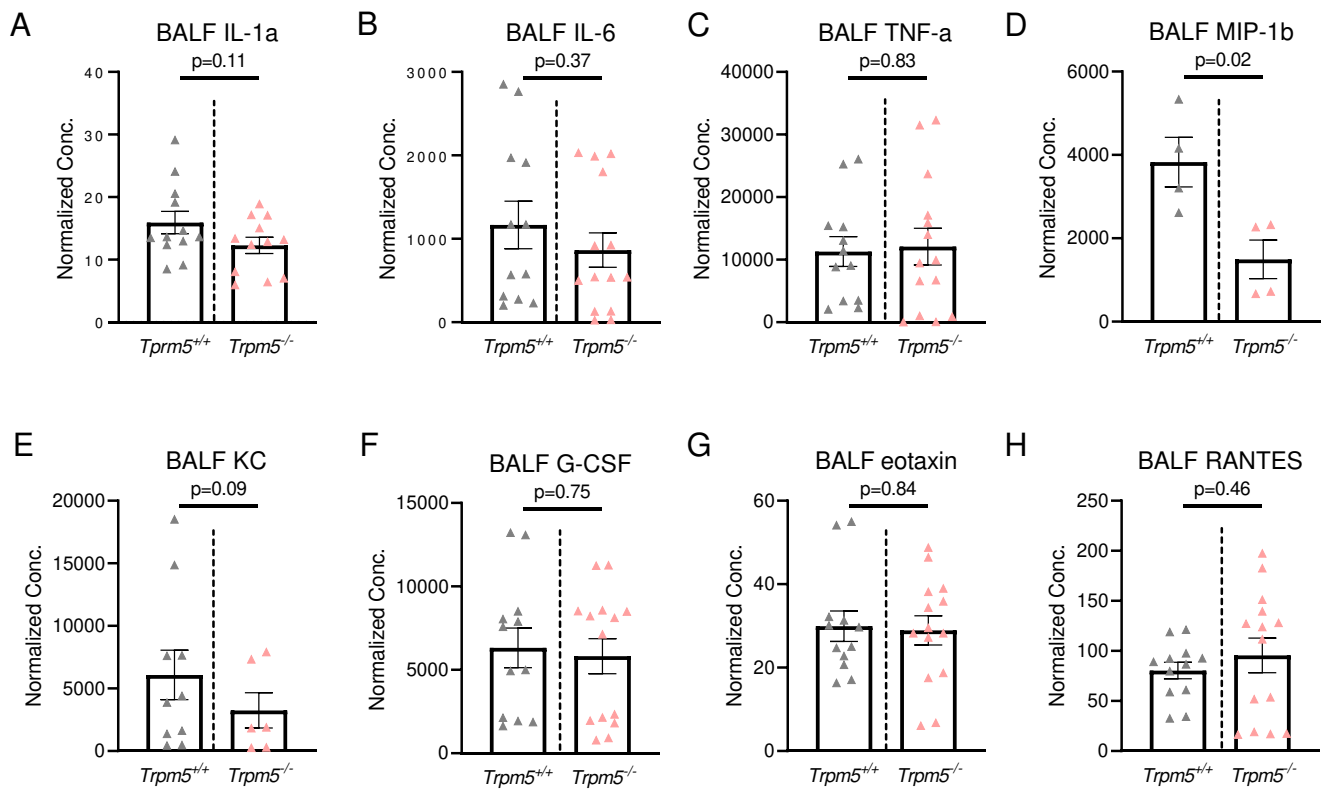 A
BALF IL-1a
p=0.11
Normalized Conc.
40
30
20
10
0
Tprm5+/+
Trpm5-/-
B
BALF IL-6
p=0.37
Normalized Conc.
3000
2000
1000
0
Trpm5+/+
Trpm5-/-
C
BALF TNF-a
p=0.83
Normalized Conc.
40000
30000
20000
10000
0
Trpm5+/+
Trpm5-/-
D
BALF MIP-1b
p=0.02
Normalized Conc.
6000
4000
2000
0
Trpm5+/+
Trpm5-/-
E
BALF KC
p=0.09
Normalized Conc.
20000
15000
10000
5000
0
Trpm5+/+
Trpm5-/-
F
BALF G-CSF
p=0.75
Normalized Conc.
15000
10000
5000
0
Trpm5+/+
Trpm5-/-
G
BALF eotaxin
p=0.84
Normalized Conc.
60
40
20
0
Trpm5+/+
Trpm5-/-
H
BALF RANTES
p=0.46
Normalized Conc.
250
200
150
100
50
0
Trpm5+/+
Trpm5-/-